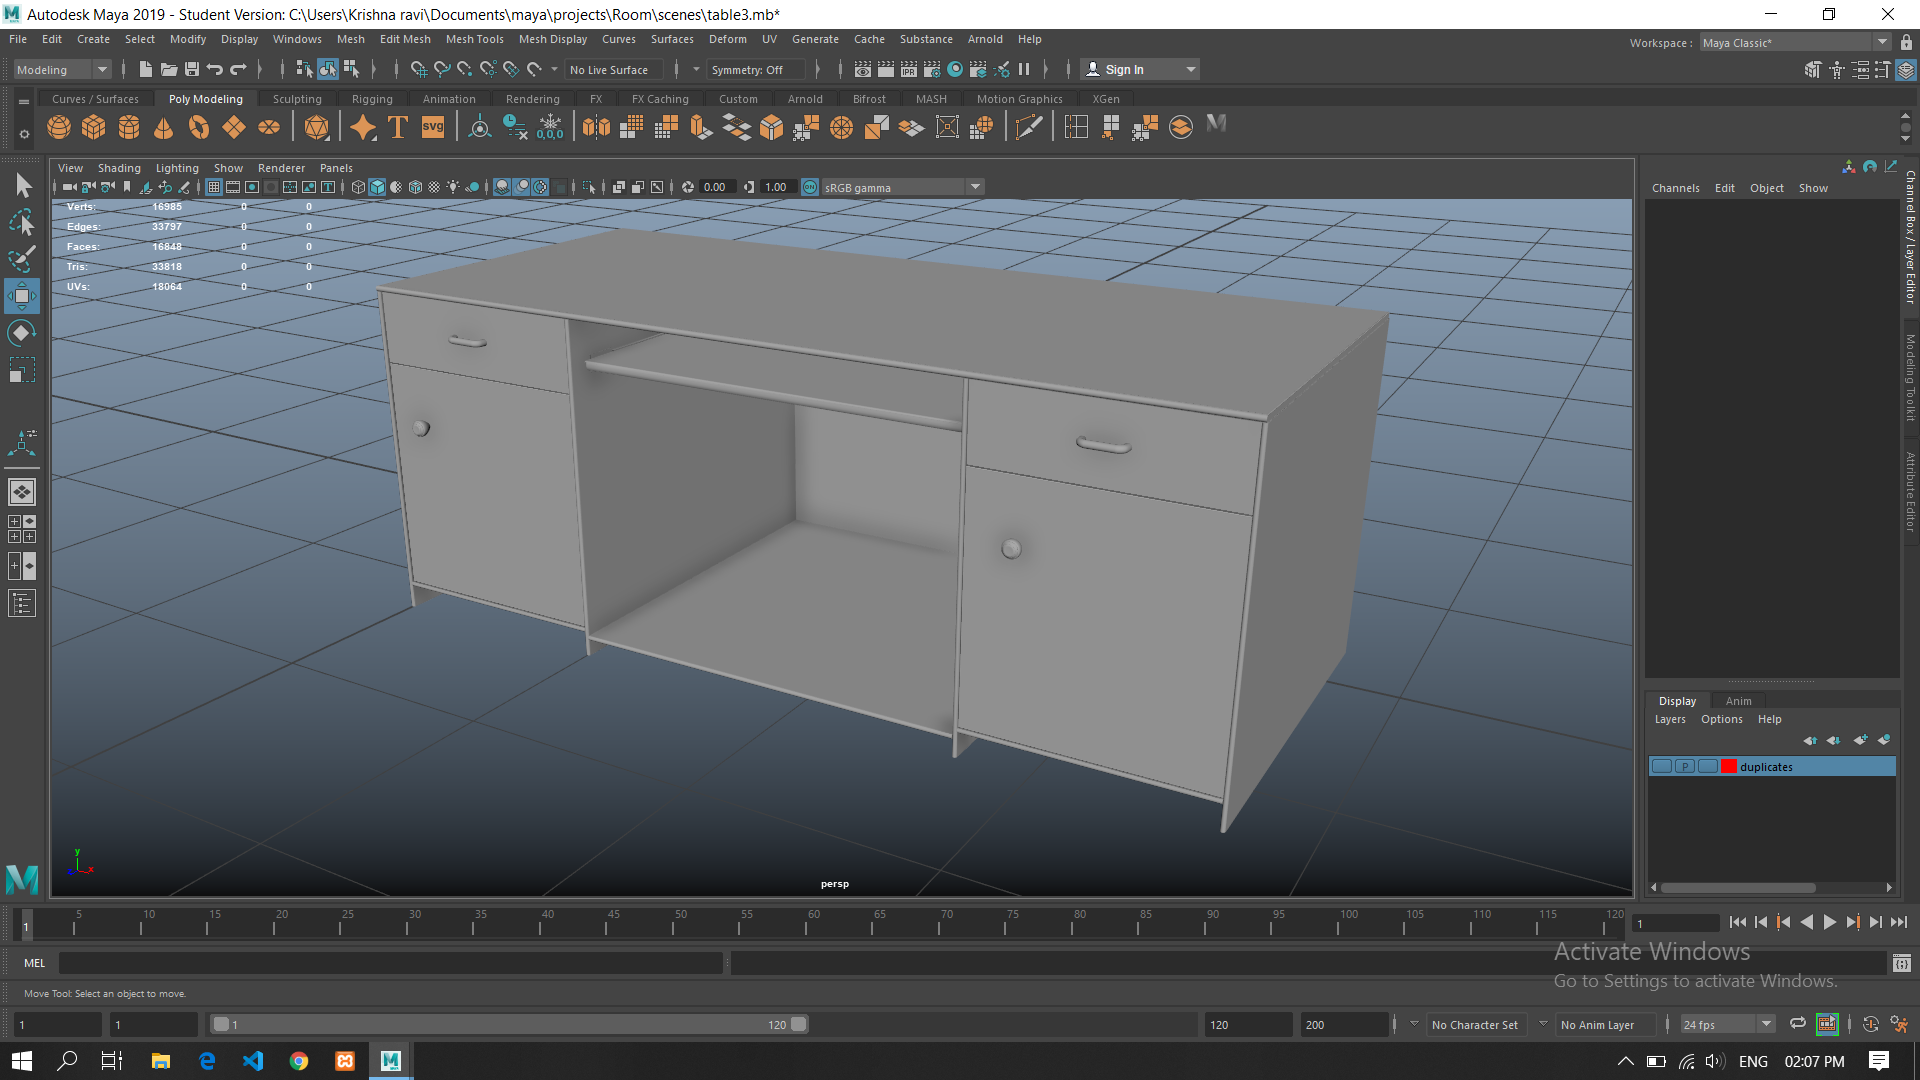 Autodesk Maya 2019 - Student Version: C:\Users\Krishna ravi\Documents\maya\projects\Room\scenes\table3.mb*
File Edit Create Select Modify Display Windows Mesh Edit Mesh Mesh Tools Mesh Display Curves Surfaces Deform UV Generate Cache Substance Arnold Help
Workspace : Maya Classic*
Modeling No Live Surface Symmetry: Off IPR Sign In
Curves / Surfaces Poly Modeling Sculpting Rigging Animation Rendering FX FX Caching Custom Arnold Bifrost MASH Motion Graphics XGen
T SVG 0,0,0 M
View Shading Lighting Show Renderer Panels
0.00 1.00 ON sRGB gamma
Channels Edit Object Show
Channel Box / Layer Editor
Modeling Toolkit
Attribute Editor
Verts: 16985 0 0
Edges: 33797 0 0
Faces: 16848 0 0
Tris: 33818 0 0
UVs: 18064 0 0
y
x
persp
Display Anim
Layers Options Help
P duplicates
1 5 10 15 20 25 30 35 40 45 50 55 60 65 70 75 80 85 90 95 100 105 110 115 120 1
MEL
Activate Windows
Go to Settings to activate Windows.
Move Tool: Select an object to move.
1 1 1 120 120 200 No Character Set No Anim Layer 24 fps
ENG 02:07 PM